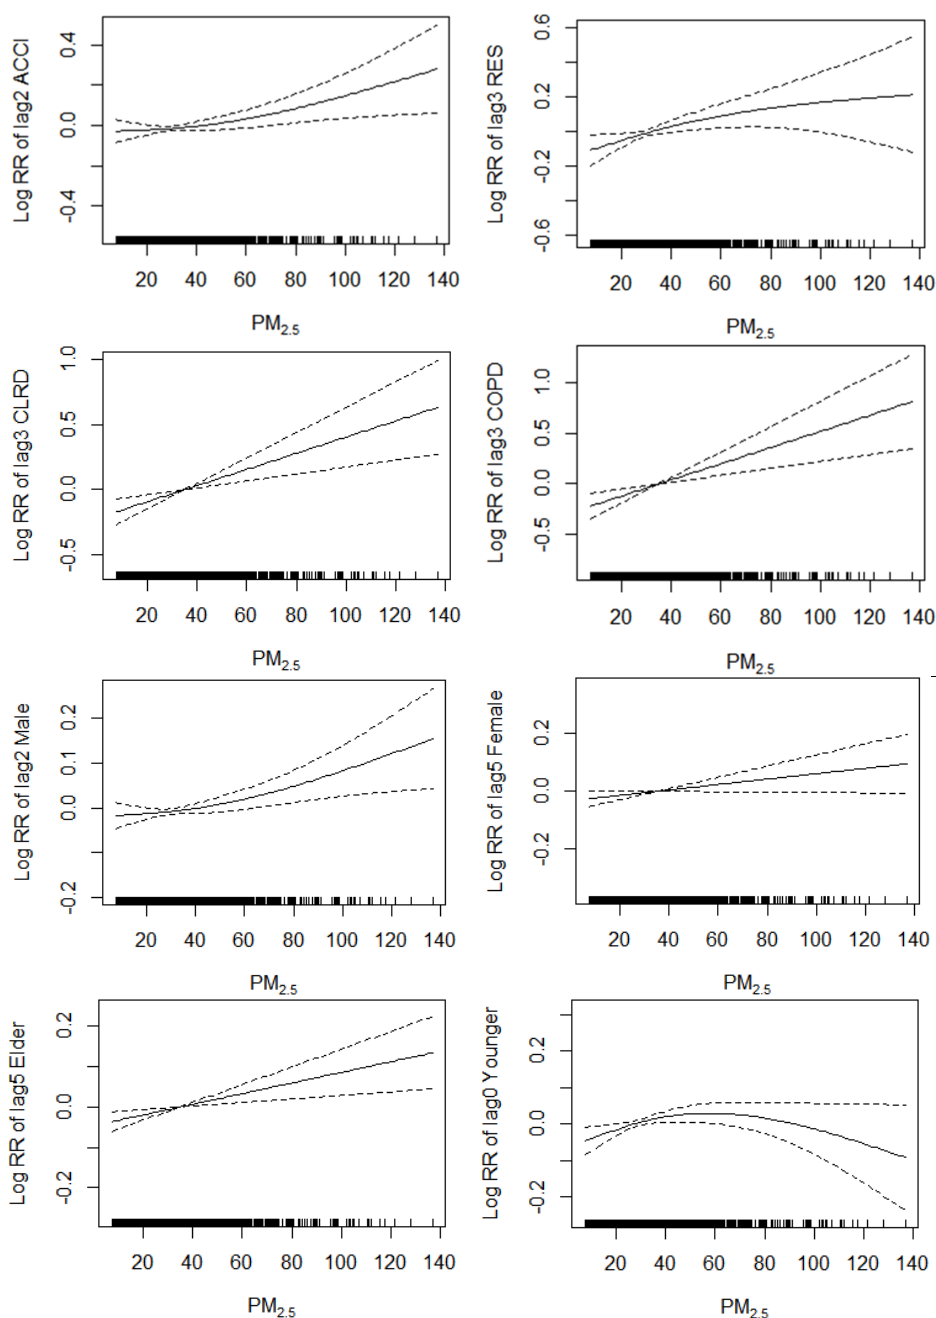 Log RR of lag2 ACCI
0.4
0.0
-0.4
20 40 60 80 100 120 140
PM2.5
Log RR of lag3 RES
0.6
0.2
-0.2
-0.6
20 40 60 80 100 120 140
PM2.5
Log RR of lag3 CLRD
1.0
0.5
0.0
-0.5
20 40 60 80 100 120 140
PM2.5
Log RR of lag3 COPD
1.0
0.5
0.0
-0.5
20 40 60 80 100 120 140
PM2.5
Log RR of lag2 Male
0.2
0.1
0.0
-0.2
20 40 60 80 100 120 140
PM2.5
Log RR of lag5 Female
0.2
0.0
-0.2
20 40 60 80 100 120 140
PM2.5
Log RR of lag5 Elder
0.2
0.0
-0.2
20 40 60 80 100 120 140
PM2.5
Log RR of lag0 Younger
0.2
0.0
-0.2
20 40 60 80 100 120 140
PM2.5